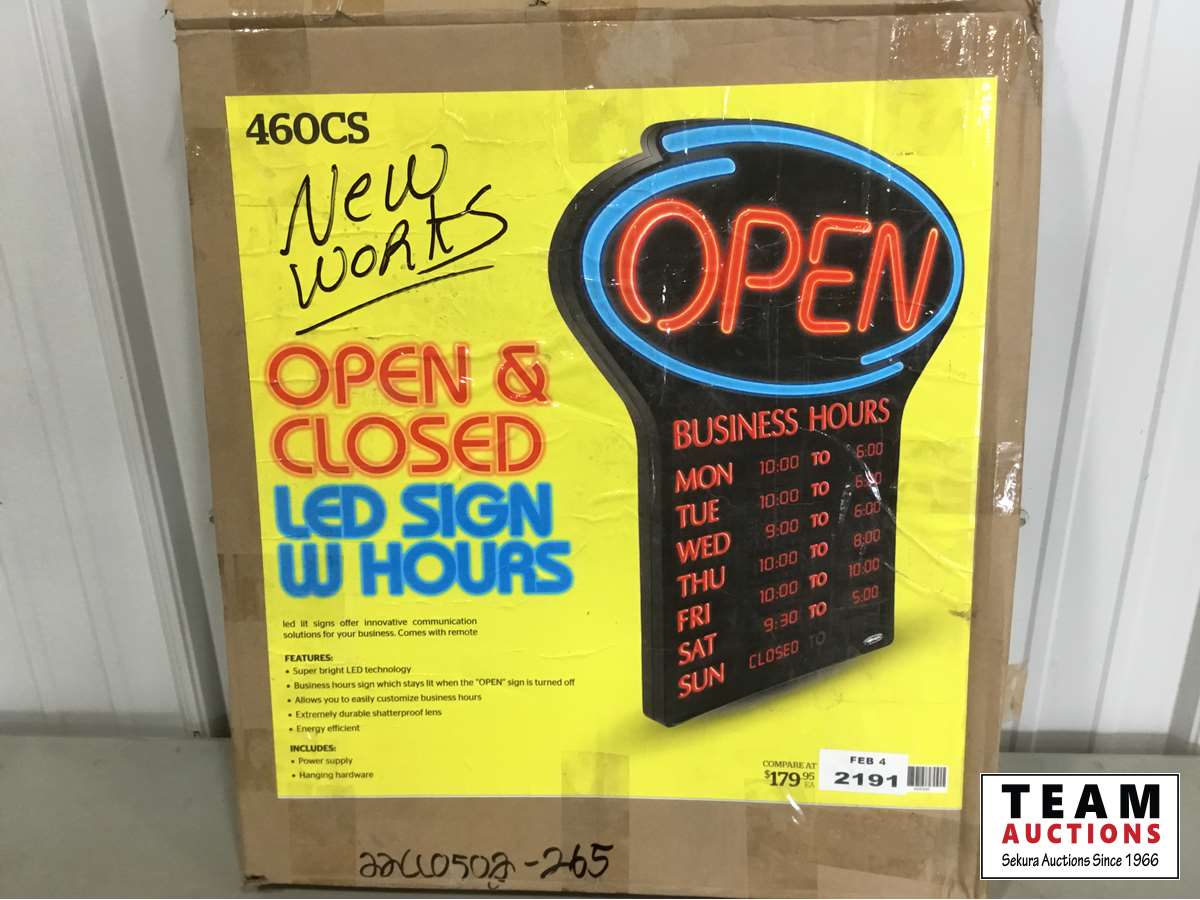 460CS
New
WORKS
OPEN &
CLOSED
LED SIGN
W HOURS
led lit signs offer innovative communication
solutions for your business. Comes with remote
FEATURES:
• Super bright LED technology
• Business hours sign which stays lit when the "OPEN" sign is turned off
• Allows you to easily customize business hours
• Extremely durable shatterproof lens
• Energy efficient
INCLUDES:
• Power supply
• Hanging hardware
OPEN
BUSINESS HOURS
MON 10:00 TO 6:00
TUE 10:00 TO 6:00
WED 9:00 TO 6:00
THU 10:00 TO 8:00
FRI 10:00 TO 10:00
SAT 9:30 TO 5:00
SUN CLOSED TO
COMPARE AT
$179.95 EA
FEB 4
2191
TEAM
AUCTIONS
Sekura Auctions Since 1966